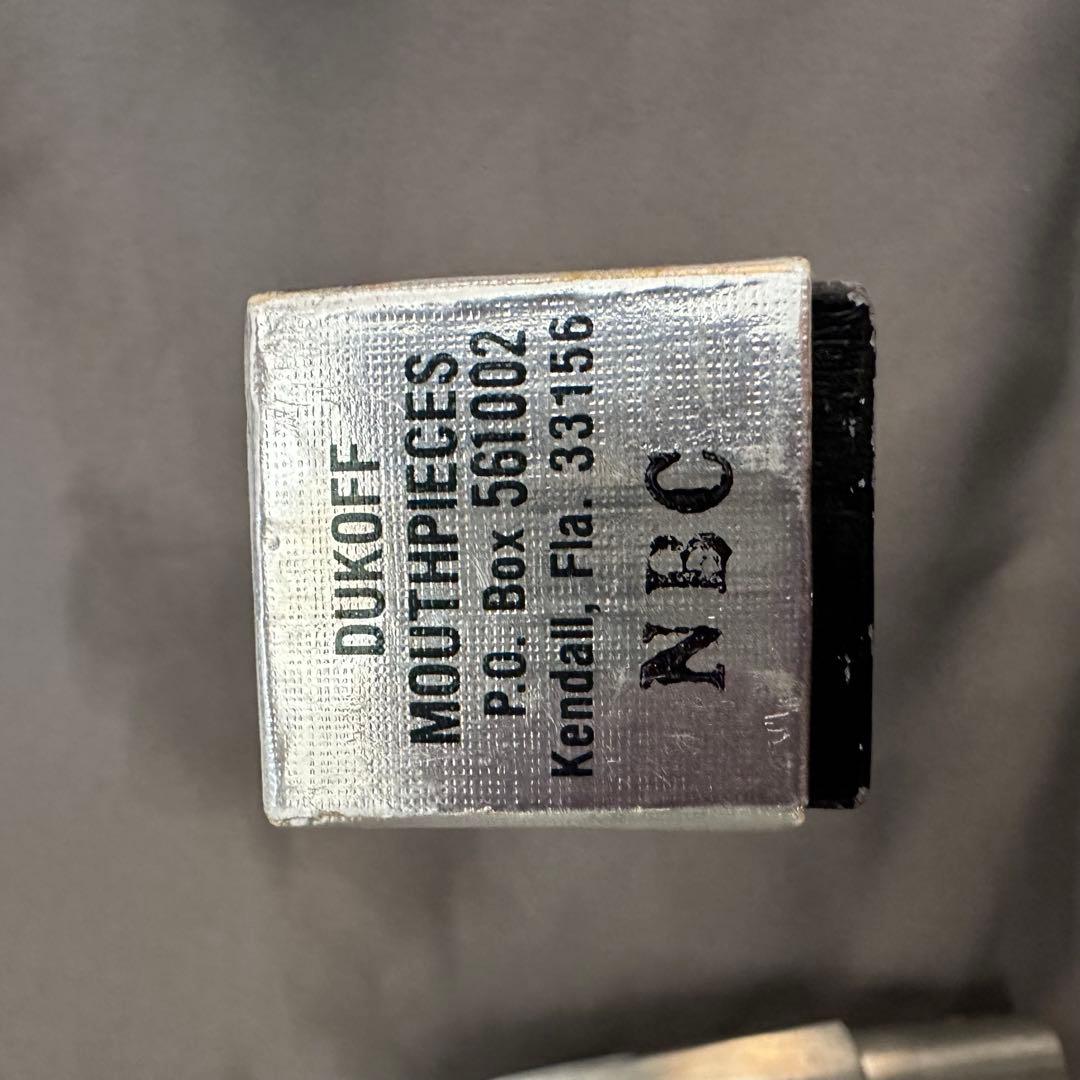 DUKOFF
MOUTHPIECES
P.O. Box 561002
Kendall, Fla. 33156
NBC